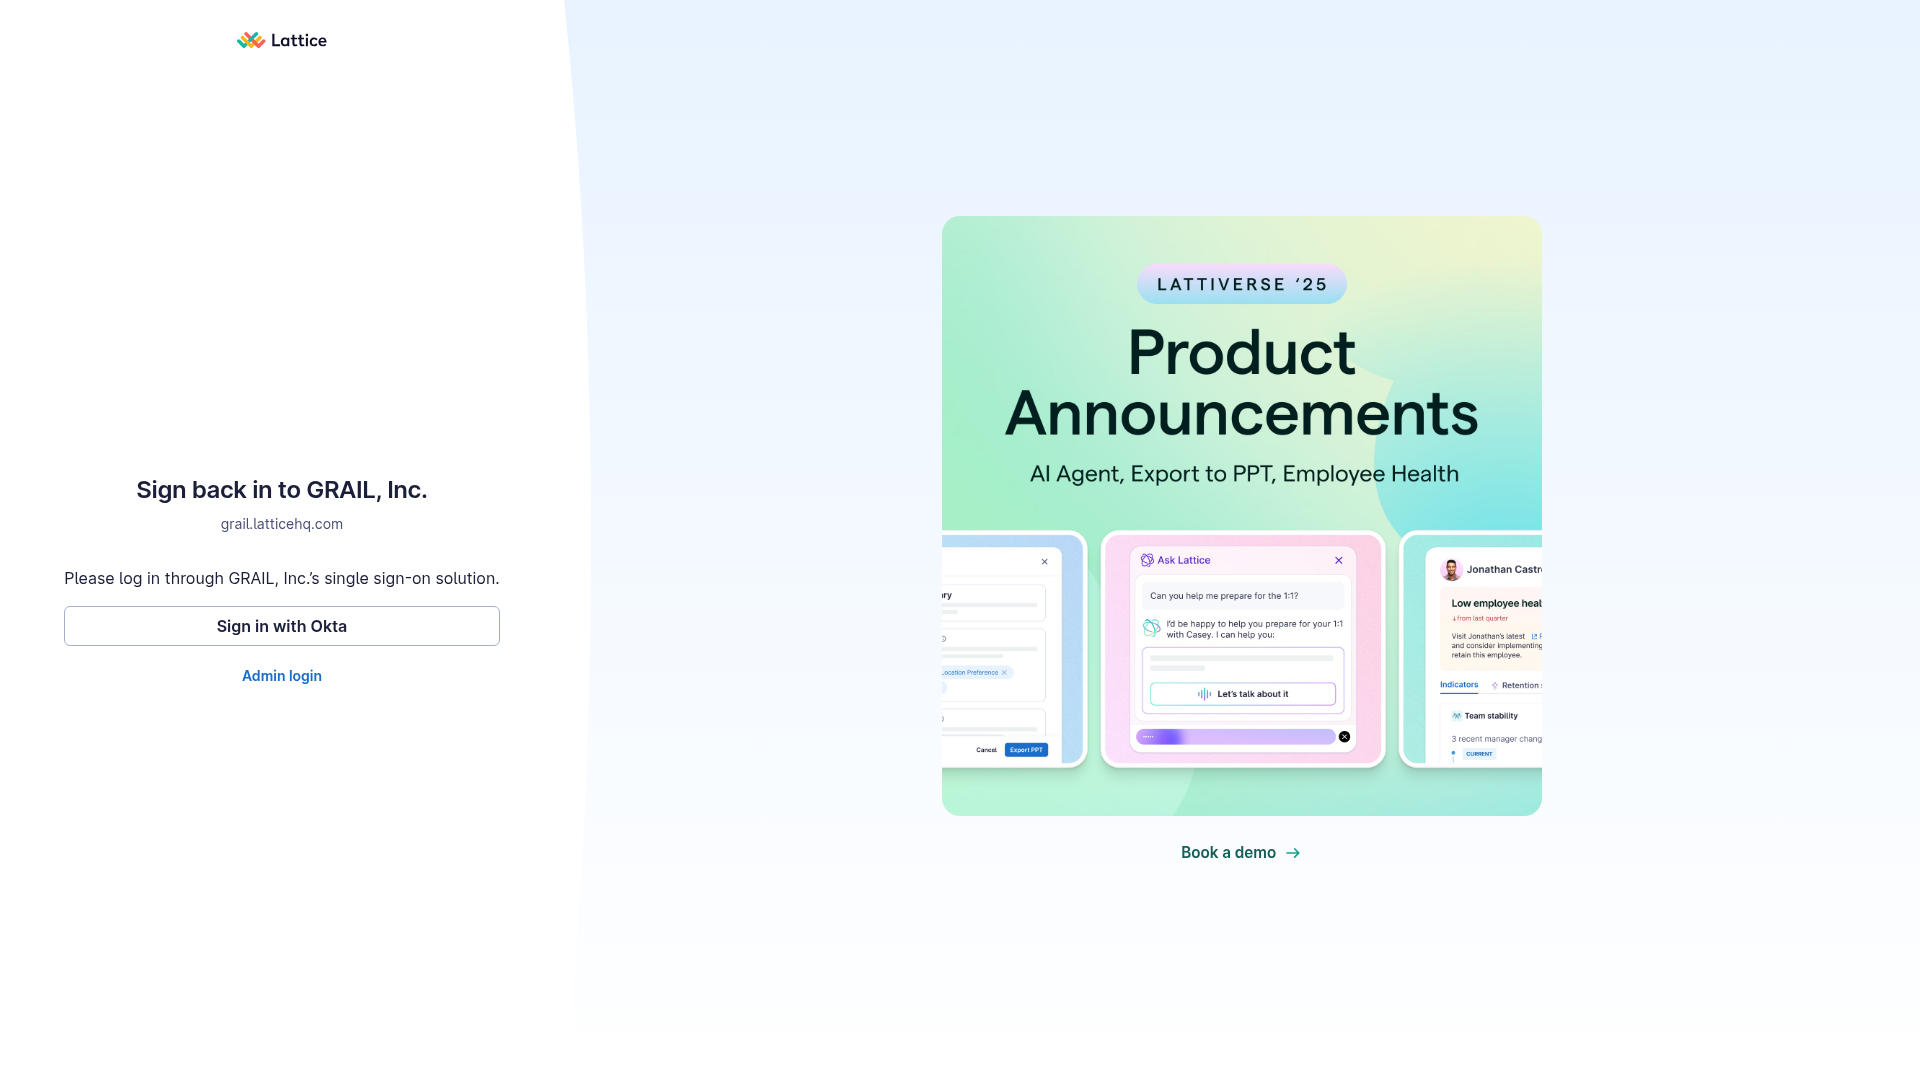 Lattice
Sign back in to GRAIL, Inc.
grail.latticehq.com
Please log in through GRAIL, Inc.’s single sign-on solution.
Sign in with Okta
Admin login
LATTIVERSE ‘25
Product
Announcements
AI Agent, Export to PPT, Employee Health
Location Preference
Cancel
Export PPT
Ask Lattice
Can you help me prepare for the 1:1?
I'd be happy to help you prepare for your 1:1
with Casey. I can help you:
Let's talk about it
Jonathan Castr
Low employee heal
↓from last quarter
Visit Jonathan's latest
and consider implementing
retain this employee.
Indicators
Retention
Team stability
3 recent manager chang
CURRENT
Book a demo →